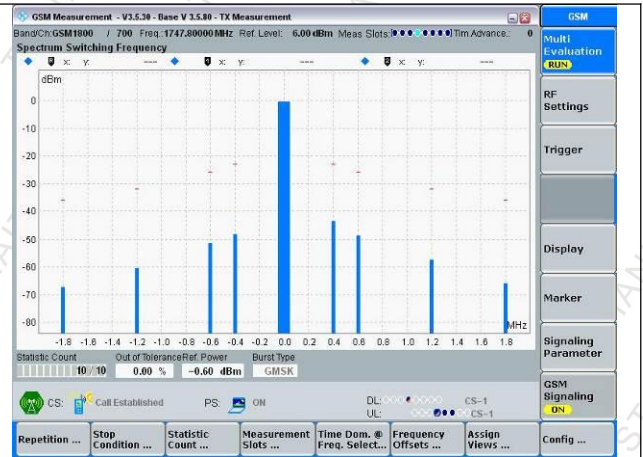 GSM Measurement - V3.5.30 - Base V 3.5.80 - TX Measurement
GSM
Band/Ch:GSM1800 / 700 Freq.:1747.80000MHz Ref. Level: 6.00 dBm Meas Slots: Tim.Advance.: 0
Spectrum Switching Frequency
x: y: --- x: y: --- x: y: ---
dBm
0
-10
-20
-30
-40
-50
-60
-70
-80
MHz
-1.8 -1.6 -1.4 -1.2 -1.0 -0.8 -0.6 -0.4 -0.2 0.0 0.2 0.4 0.6 0.8 1.0 1.2 1.4 1.6 1.8
Statistic Count Out of Tolerance Ref. Power Burst Type
10 / 10 0.00 % -0.60 dBm GMSK
CS: Call Established PS: ON DL: CS-1
UL: CS-1
Multi
Evaluation
RUN
RF
Settings
Trigger
Display
Marker
Signaling
Parameter
GSM
Signaling
ON
Repetition ...
Stop
Condition ...
Statistic
Count ...
Measurement
Slots ...
Time Dom. @
Freq. Select...
Frequency
Offsets ...
Assign
Views ...
Config ...